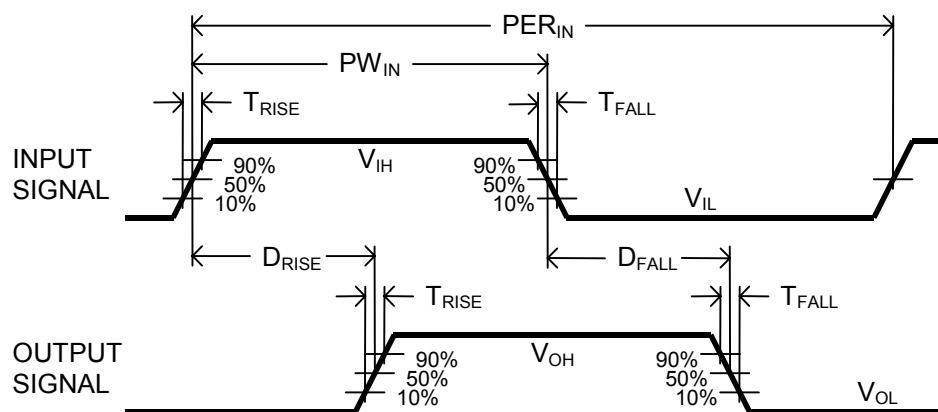 PER_IN
PW_IN
T_RISE
T_FALL
INPUT
SIGNAL
90%
50%
10%
V_IH
90%
50%
10%
V_IL
D_RISE
D_FALL
T_RISE
T_FALL
OUTPUT
SIGNAL
90%
50%
10%
V_OH
90%
50%
10%
V_OL